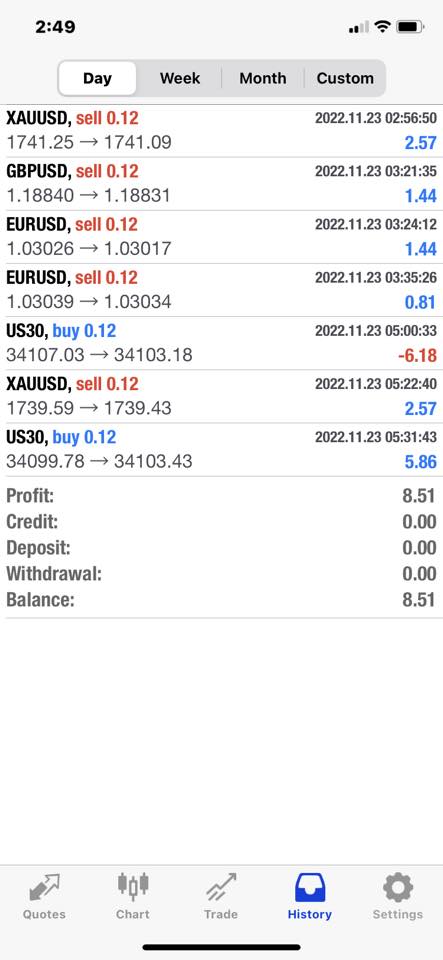 2:49
Day Week Month Custom
XAUUSD, sell 0.12 2022.11.23 02:56:50
1741.25 → 1741.09 2.57
GBPUSD, sell 0.12 2022.11.23 03:21:35
1.18840 → 1.18831 1.44
EURUSD, sell 0.12 2022.11.23 03:24:12
1.03026 → 1.03017 1.44
EURUSD, sell 0.12 2022.11.23 03:35:26
1.03039 → 1.03034 0.81
US30, buy 0.12 2022.11.23 05:00:33
34107.03 → 34103.18 -6.18
XAUUSD, sell 0.12 2022.11.23 05:22:40
1739.59 → 1739.43 2.57
US30, buy 0.12 2022.11.23 05:31:43
34099.78 → 34103.43 5.86
Profit: 8.51
Credit: 0.00
Deposit: 0.00
Withdrawal: 0.00
Balance: 8.51
Quotes Chart Trade History Settings